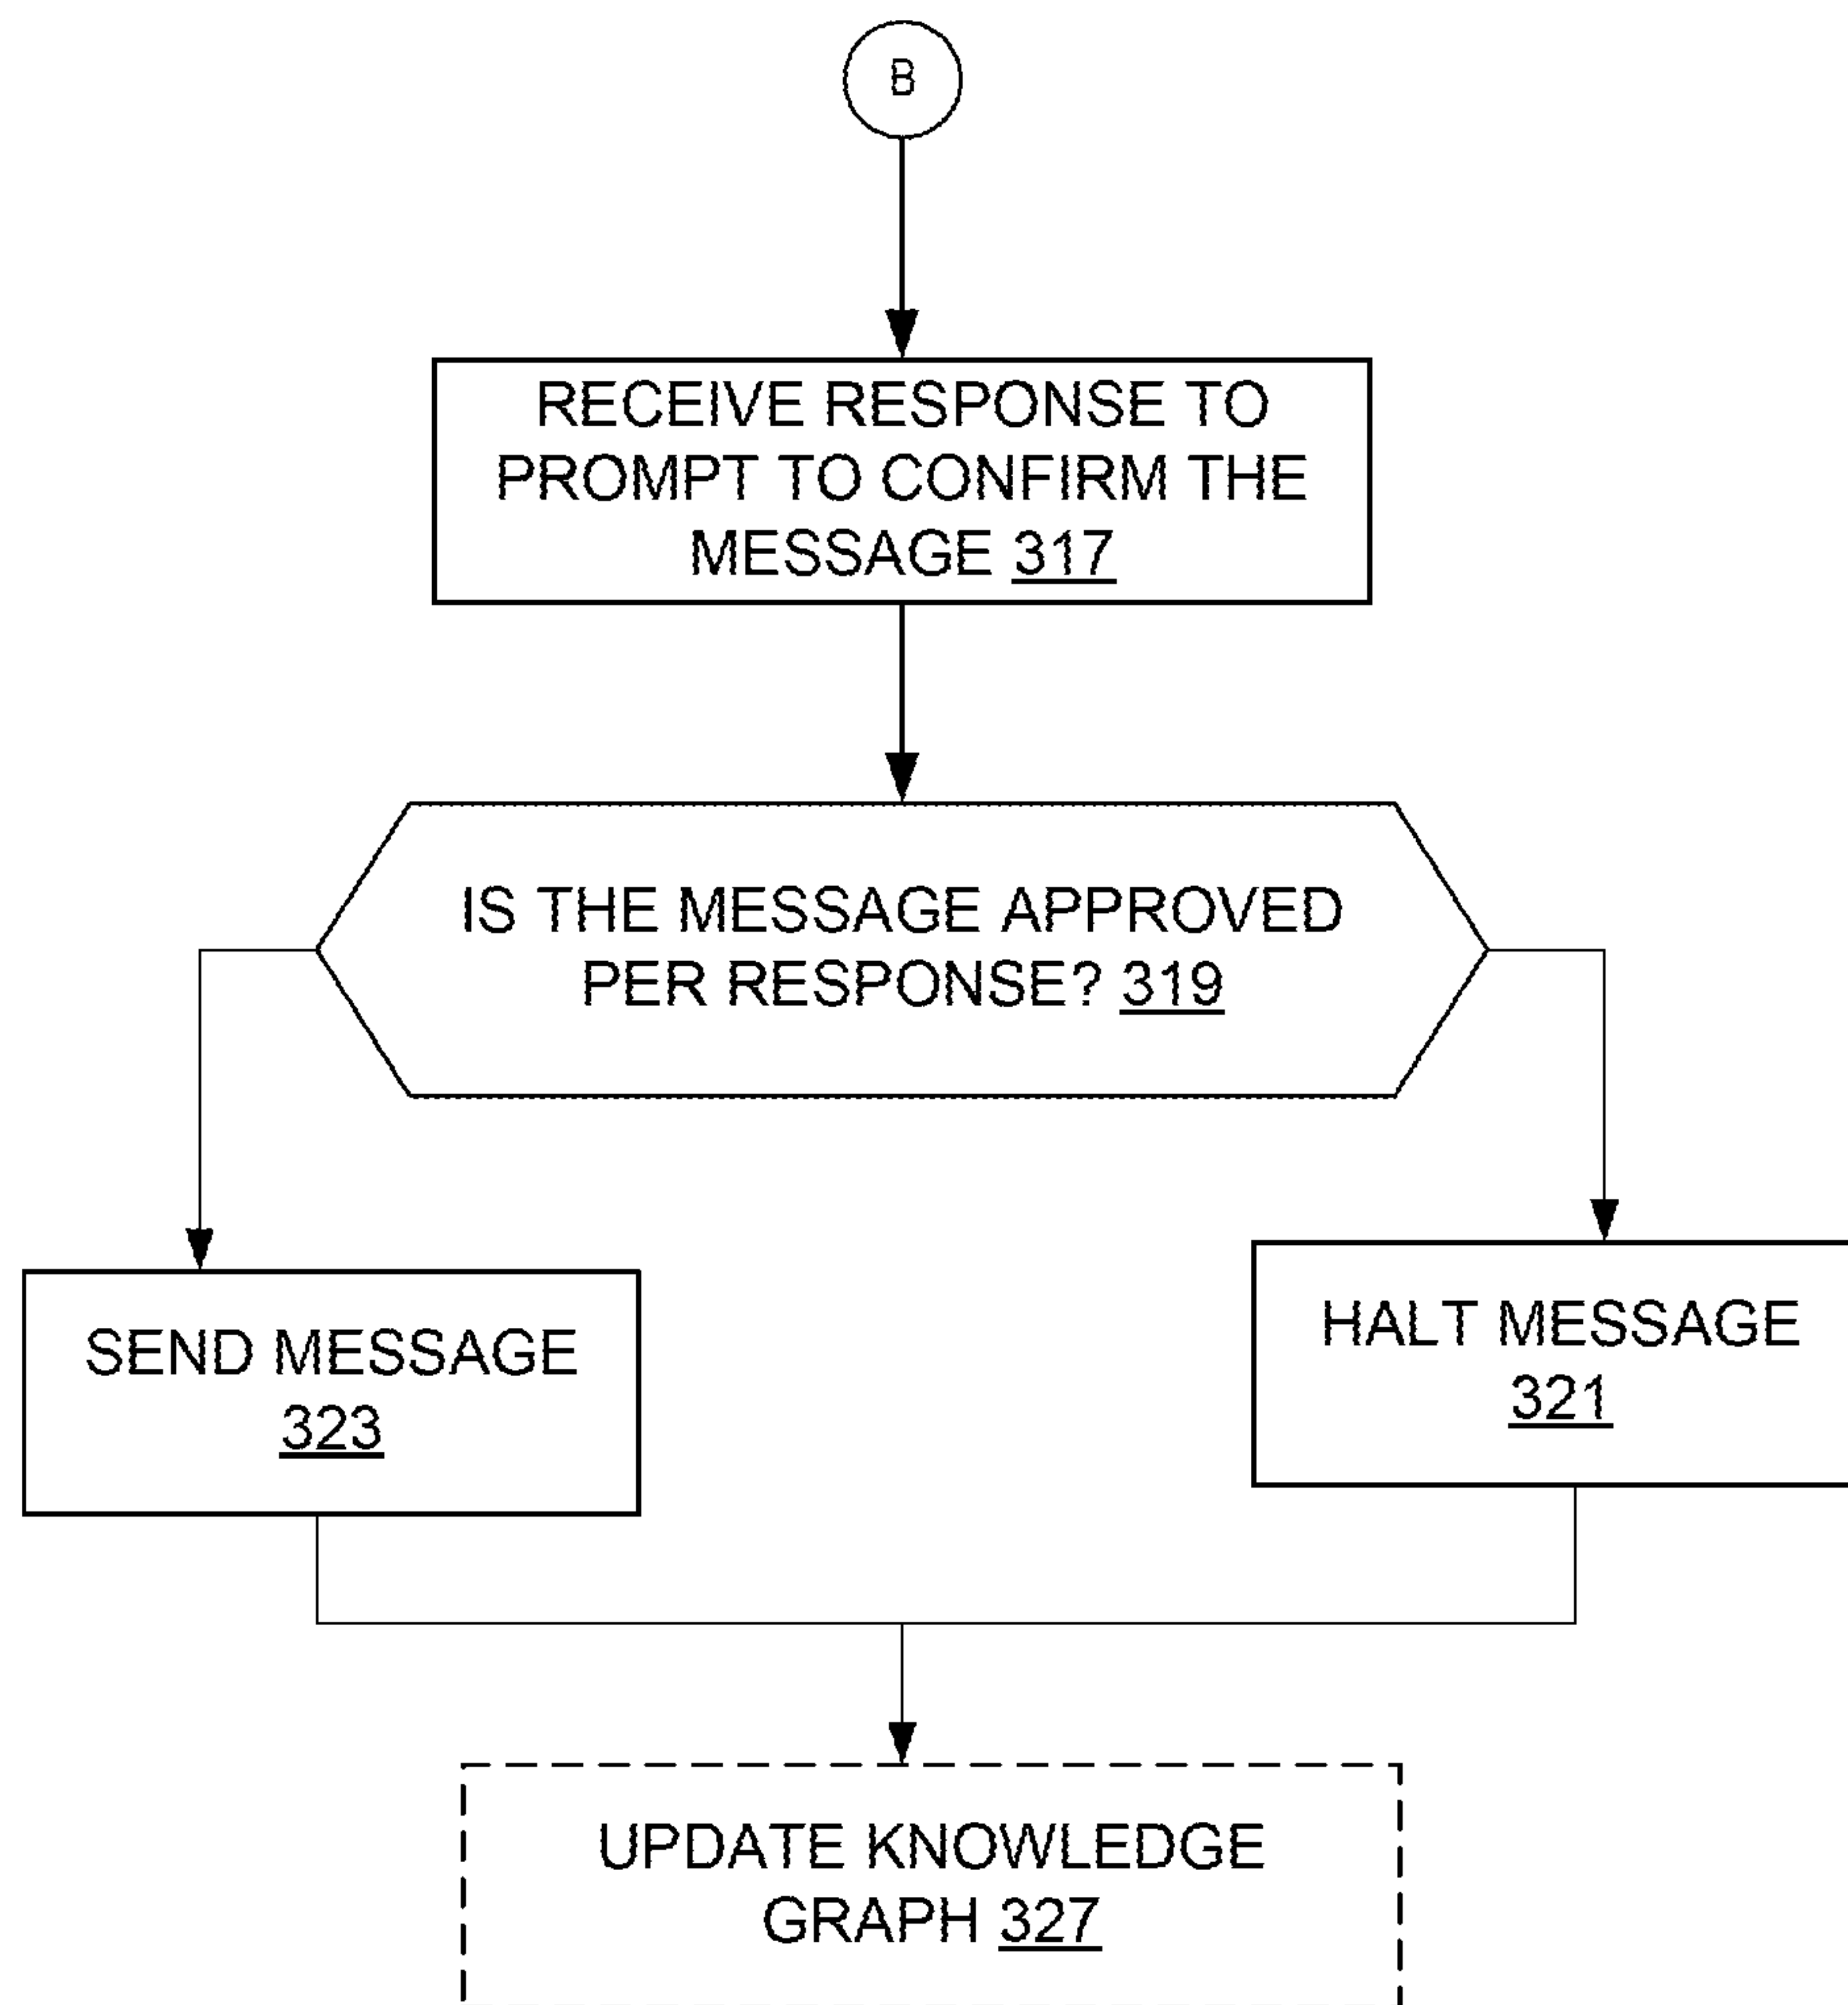 B
RECEIVE RESPONSE TO
PROMPT TO CONFIRM THE
MESSAGE 317
IS THE MESSAGE APPROVED
PER RESPONSE? 319
SEND MESSAGE
323
HALT MESSAGE
321
UPDATE KNOWLEDGE
GRAPH 327